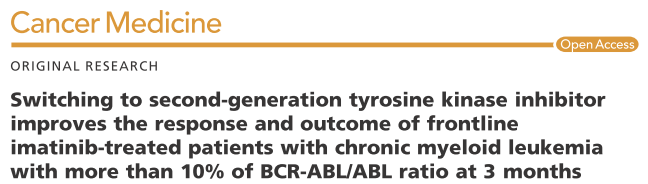 Cancer Medicine
Open Access
ORIGINAL RESEARCH
Switching to second-generation tyrosine kinase inhibitor
improves the response and outcome of frontline
imatinib-treated patients with chronic myeloid leukemia
with more than 10% of BCR-ABL/ABL ratio at 3 months